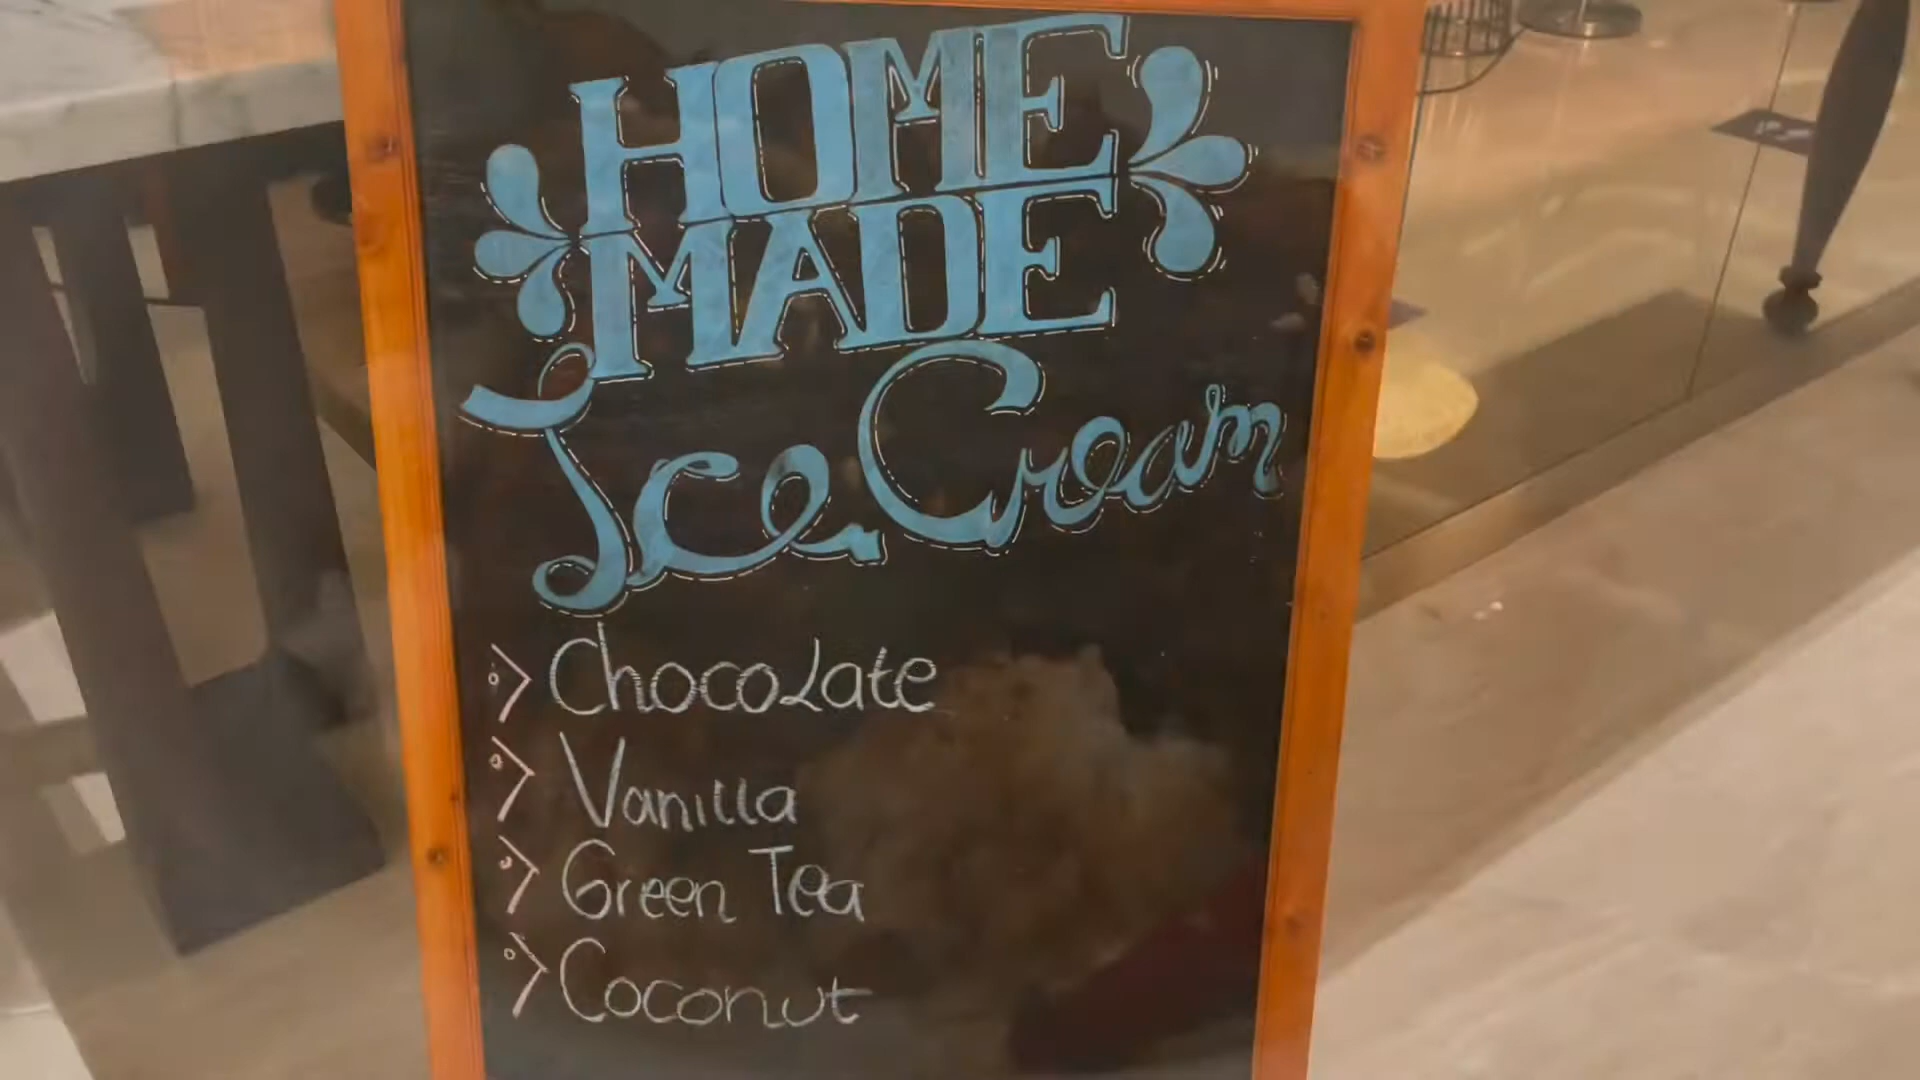 HOME
MADE
Ice Cream
Chocolate
Vanilla
Green Tea
Coconut